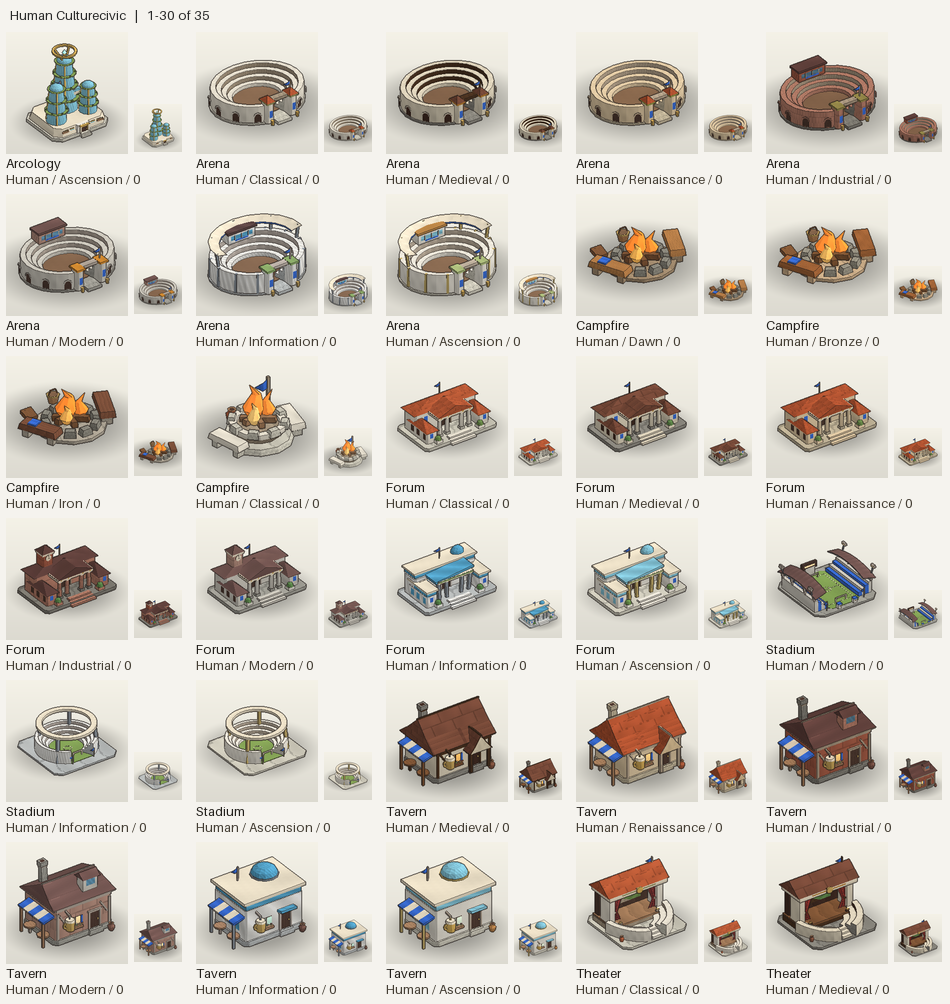 Human Culturecivic | 1-30 of 35
Arcology
Human / Ascension / 0
Arena
Human / Classical / 0
Arena
Human / Medieval / 0
Arena
Human / Renaissance / 0
Arena
Human / Industrial / 0
Arena
Human / Modern / 0
Arena
Human / Information / 0
Arena
Human / Ascension / 0
Campfire
Human / Dawn / 0
Campfire
Human / Bronze / 0
Campfire
Human / Iron / 0
Campfire
Human / Classical / 0
Forum
Human / Classical / 0
Forum
Human / Medieval / 0
Forum
Human / Renaissance / 0
Forum
Human / Industrial / 0
Forum
Human / Modern / 0
Forum
Human / Information / 0
Forum
Human / Ascension / 0
Stadium
Human / Modern / 0
Stadium
Human / Information / 0
Stadium
Human / Ascension / 0
Tavern
Human / Medieval / 0
Tavern
Human / Renaissance / 0
Tavern
Human / Industrial / 0
Tavern
Human / Modern / 0
Tavern
Human / Information / 0
Tavern
Human / Ascension / 0
Theater
Human / Classical / 0
Theater
Human / Medieval / 0